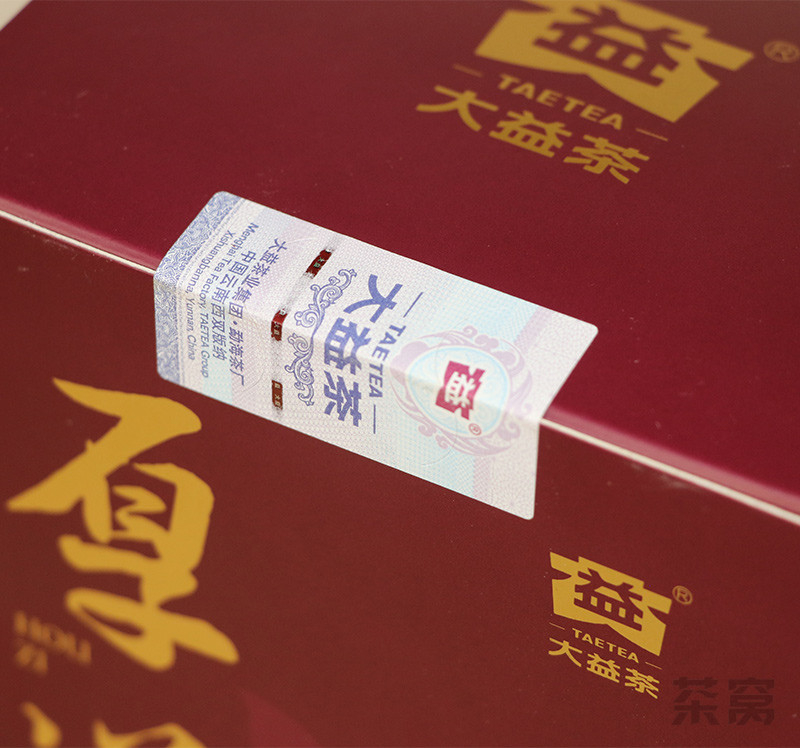 益®
TAETEA
大益茶
益®
TAETEA
大益茶
大益茶业集团·勐海茶厂
中国云南西双版纳
Menghai Tea Factory, TAETEA Group
Xishuangbanna, Yunnan, China
厚
HOU
益®
TAETEA
大益茶
茶窝